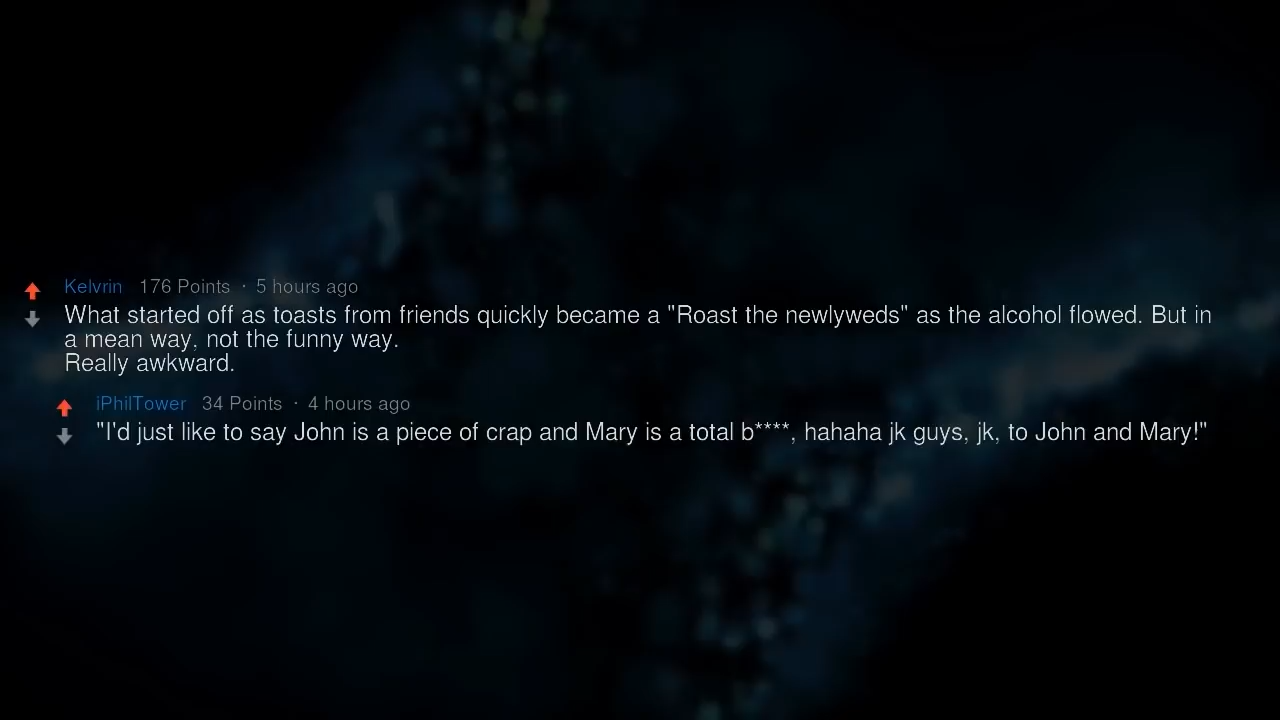 Kelvrin 176 Points · 5 hours ago
What started off as toasts from friends quickly became a "Roast the newlyweds" as the alcohol flowed. But in
a mean way, not the funny way.
Really awkward.
iPhilTower 34 Points · 4 hours ago
"I'd just like to say John is a piece of crap and Mary is a total b****, hahaha jk guys, jk, to John and Mary!"